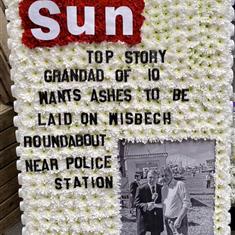 Sun
TOP STORY
GRANDAD OF 10
WANTS ASHES TO BE
LAID ON WISBECH
ROUNDABOUT
NEAR POLICE
STATION